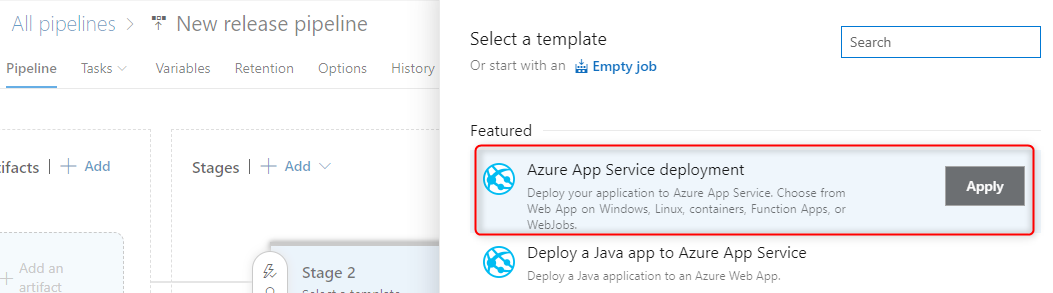 All pipelines > New release pipeline
Pipeline Tasks Variables Retention Options History
Artifacts | + Add
Stages | + Add
Add an
artifact
Stage 2
Select a template
Select a template
Or start with an Empty job
Search
Featured
Azure App Service deployment
Deploy your application to Azure App Service. Choose from
Web App on Windows, Linux, containers, Function Apps, or
WebJobs.
Apply
Deploy a Java app to Azure App Service
Deploy a Java application to an Azure Web App.